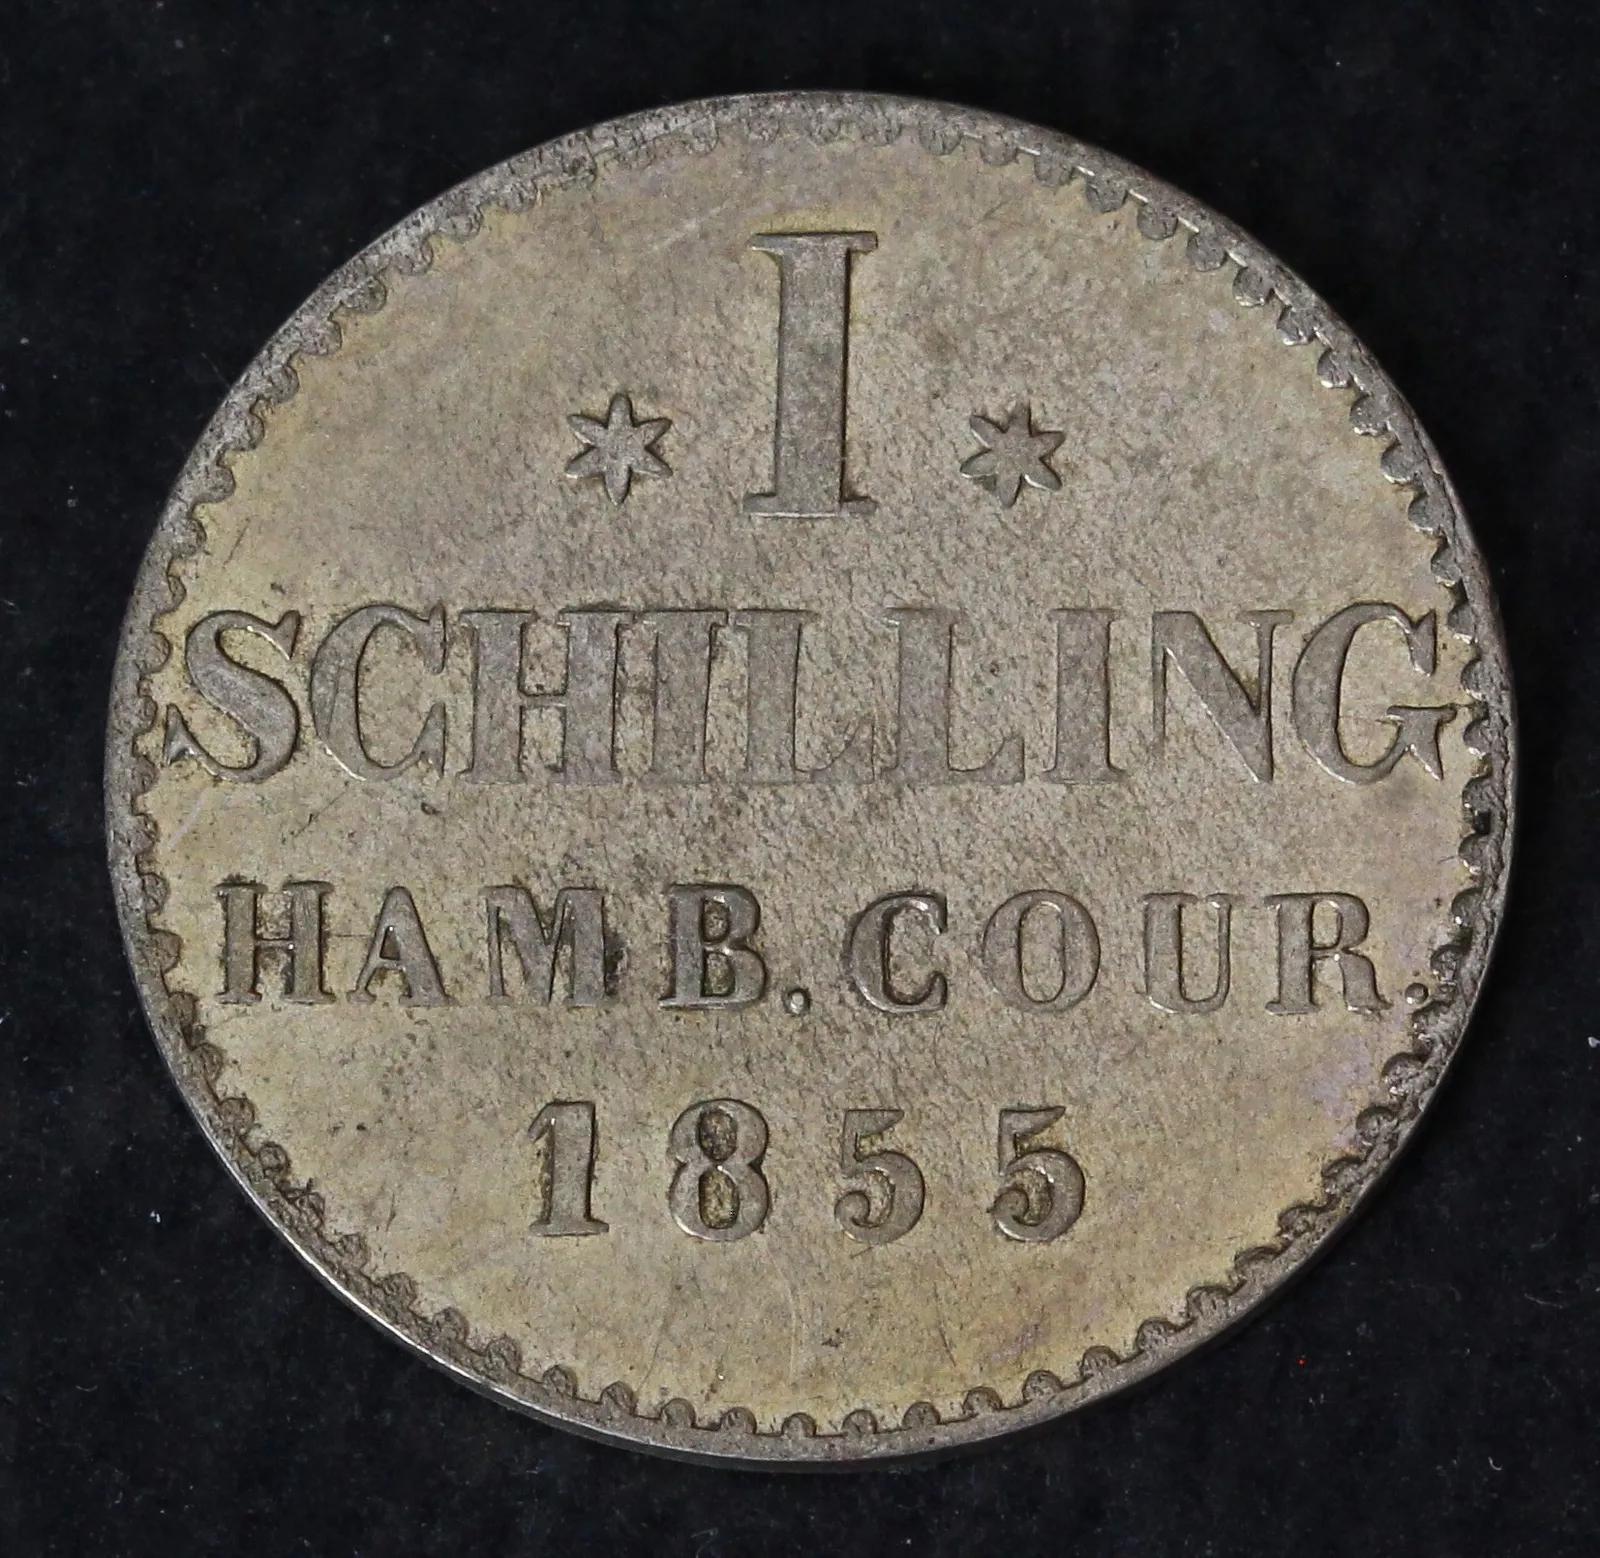 * I *
SCHILLING
HAMB. COUR.
1855